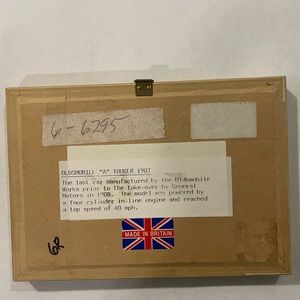 6-6295
OLDSMOBILE "A" TOURER 1907
The last car manufactured by the Oldsmobile
Works prior to the take-over by General
Motors in 1908. The model was powered by
a four cylinder in-line engine and reached
a top speed of 40 mph.
MADE IN BRITAIN